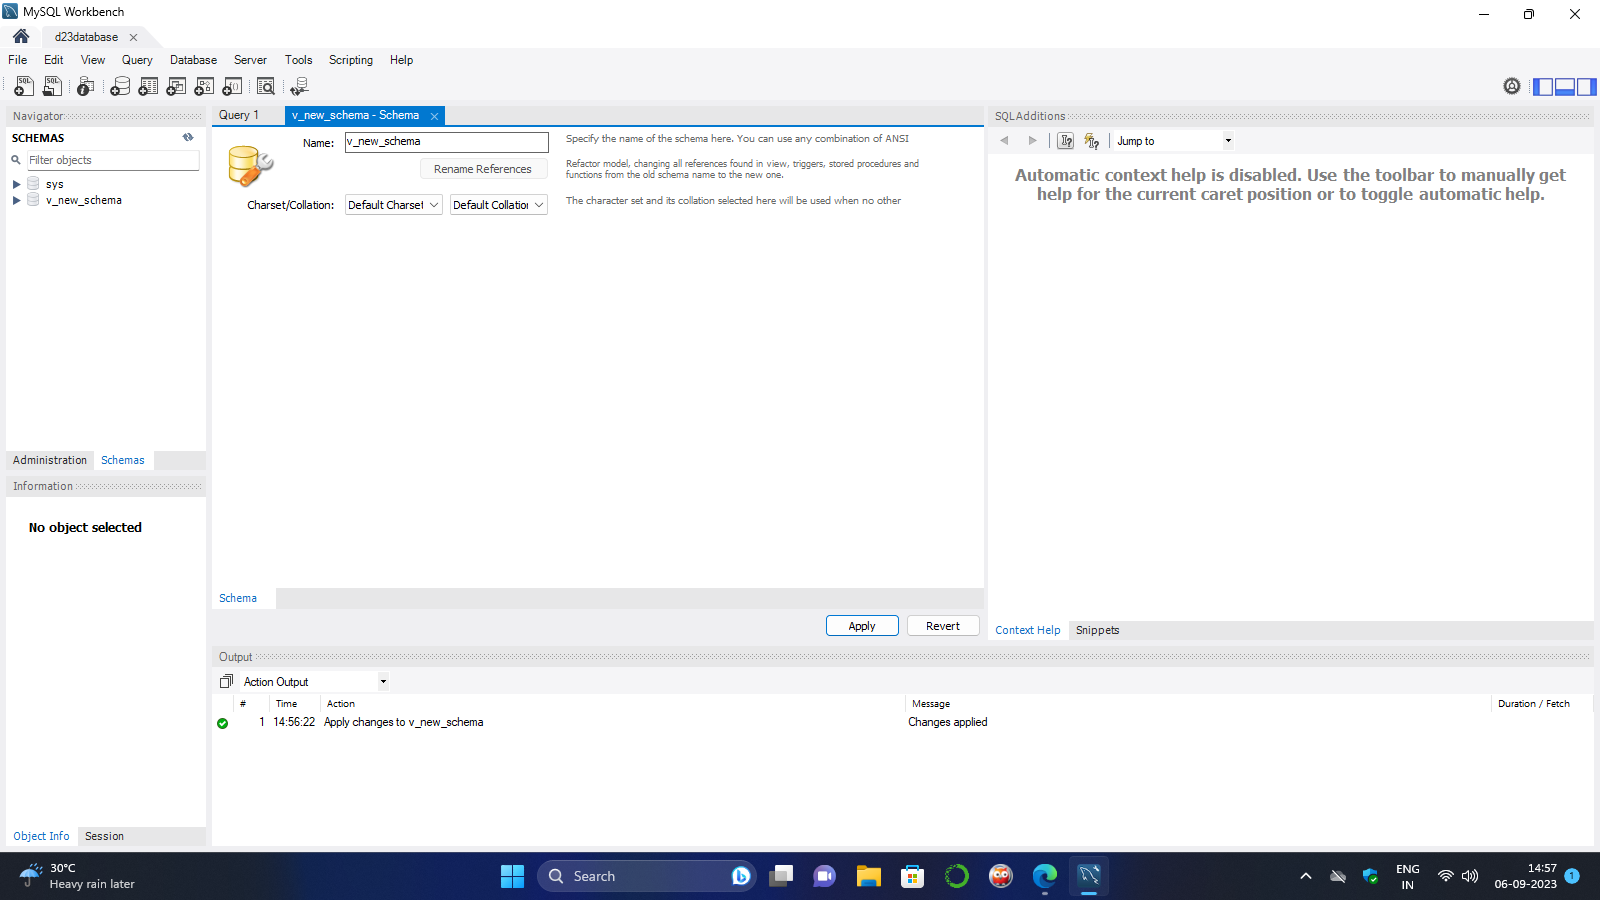 MySQL Workbench
d23database
File Edit View Query Database Server Tools Scripting Help
Navigator
SCHEMAS
Filter objects
sys
v_new_schema
Administration Schemas
Information
No object selected
Object Info Session
Query 1 v_new_schema - Schema
Name: v_new_schema
Specify the name of the schema here. You can use any combination of ANSI
Rename References
Refactor model, changing all references found in view, triggers, stored procedures and
functions from the old schema name to the new one.
Charset/Collation: Default Charset Default Collation
The character set and its collation selected here will be used when no other
Schema
Apply Revert
SQLAdditions
Jump to
Automatic context help is disabled. Use the toolbar to manually get
help for the current caret position or to toggle automatic help.
Context Help Snippets
Output
Action Output
# Time Action Message Duration / Fetch
1 14:56:22 Apply changes to v_new_schema Changes applied
30°C
Heavy rain later
Search
ENG
IN
14:57
06-09-2023
1